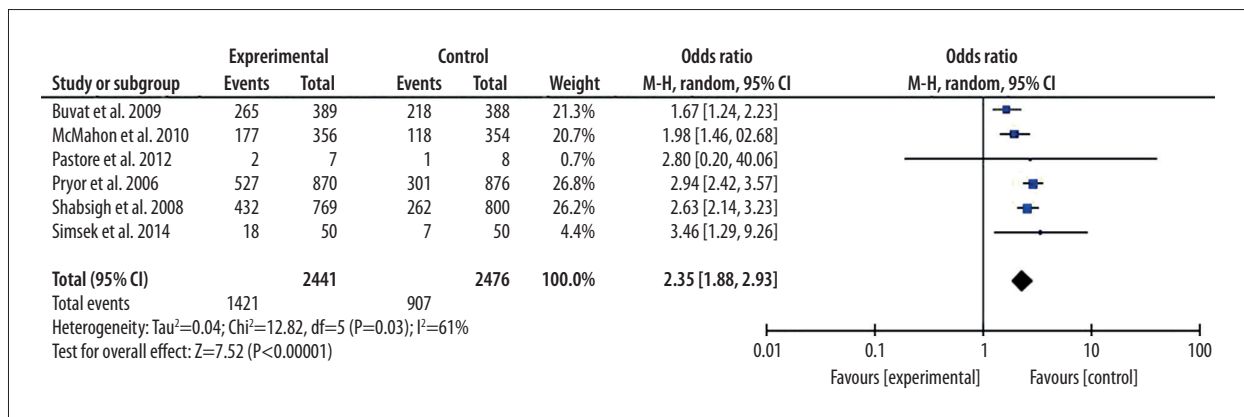 Exprerimental Control Odds ratio Odds ratio
Study or subgroup Events Total Events Total Weight M-H, random, 95% CI M-H, random, 95% CI
Buvat et al. 2009 265 389 218 388 21.3% 1.67 [1.24, 2.23]
McMahon et al. 2010 177 356 118 354 20.7% 1.98 [1.46, 02.68]
Pastore et al. 2012 2 7 1 8 0.7% 2.80 [0.20, 40.06]
Pryor et al. 2006 527 870 301 876 26.8% 2.94 [2.42, 3.57]
Shabsigh et al. 2008 432 769 262 800 26.2% 2.63 [2.14, 3.23]
Simsek et al. 2014 18 50 7 50 4.4% 3.46 [1.29, 9.26]
Total (95% CI) 2441 2476 100.0% 2.35 [1.88, 2.93]
Total events 1421 907
Heterogeneity: Tau²=0.04; Chi²=12.82, df=5 (P=0.03); I²=61%
Test for overall effect: Z=7.52 (P<0.00001)
0.01 0.1 1 10 100
Favours [experimental] Favours [control]